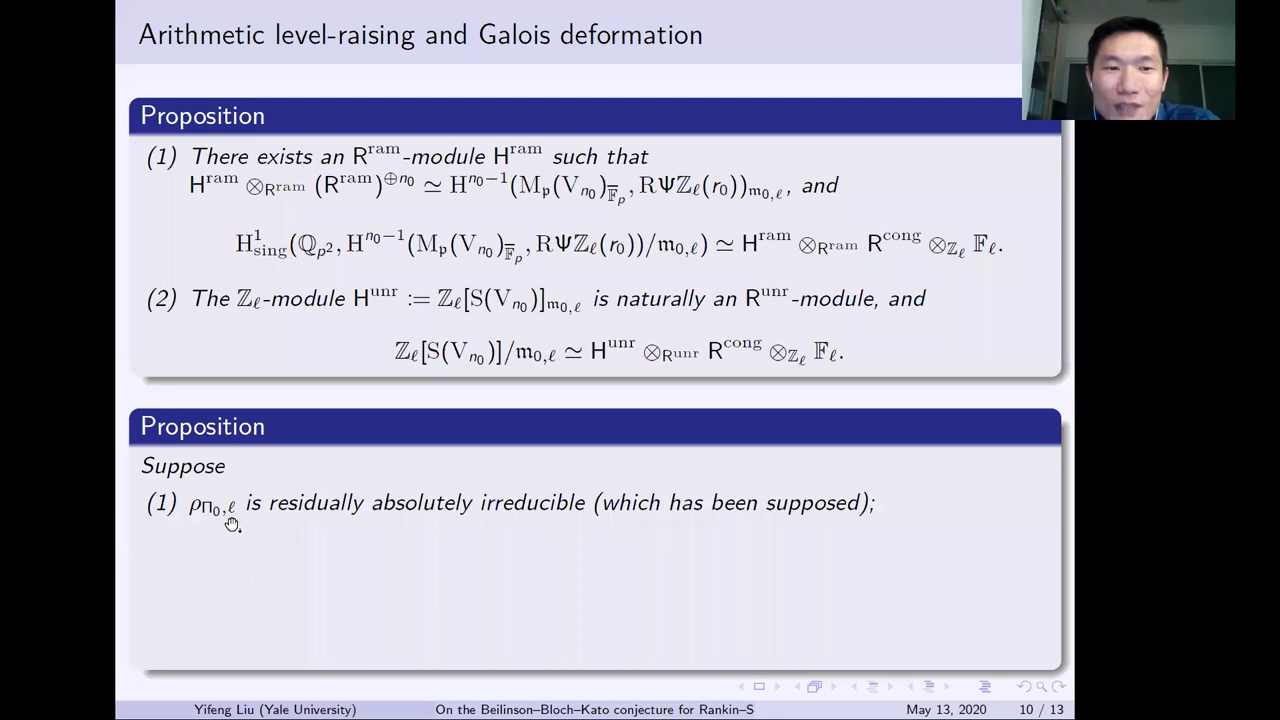 Arithmetic level-raising and Galois deformation
Proposition
(1) There exists an R^ram-module H^ram such that
H^ram ⊗_{R^ram} (R^ram)^{⊕n_0} ≃ H^{n_0−1}(M_𝔭(V_{n_0})_{\overline{𝔽}_p}, RΨℤ_ℓ(r_0))_{𝔪_{0,ℓ}}, and
H^1_sing(ℚ_{p^2}, H^{n_0−1}(M_𝔭(V_{n_0})_{\overline{𝔽}_p}, RΨℤ_ℓ(r_0))/𝔪_{0,ℓ}) ≃ H^ram ⊗_{R^ram} R^cong ⊗_{ℤ_ℓ} 𝔽_ℓ.
(2) The ℤ_ℓ-module H^unr := ℤ_ℓ[S(V_{n_0})]_{𝔪_{0,ℓ}} is naturally an R^unr-module, and
ℤ_ℓ[S(V_{n_0})]/𝔪_{0,ℓ} ≃ H^unr ⊗_{R^unr} R^cong ⊗_{ℤ_ℓ} 𝔽_ℓ.
Proposition
Suppose
(1) ρ_{Π_0,ℓ} is residually absolutely irreducible (which has been supposed);
Yifeng Liu (Yale University) On the Beilinson–Bloch–Kato conjecture for Rankin–S May 13, 2020 10 / 13